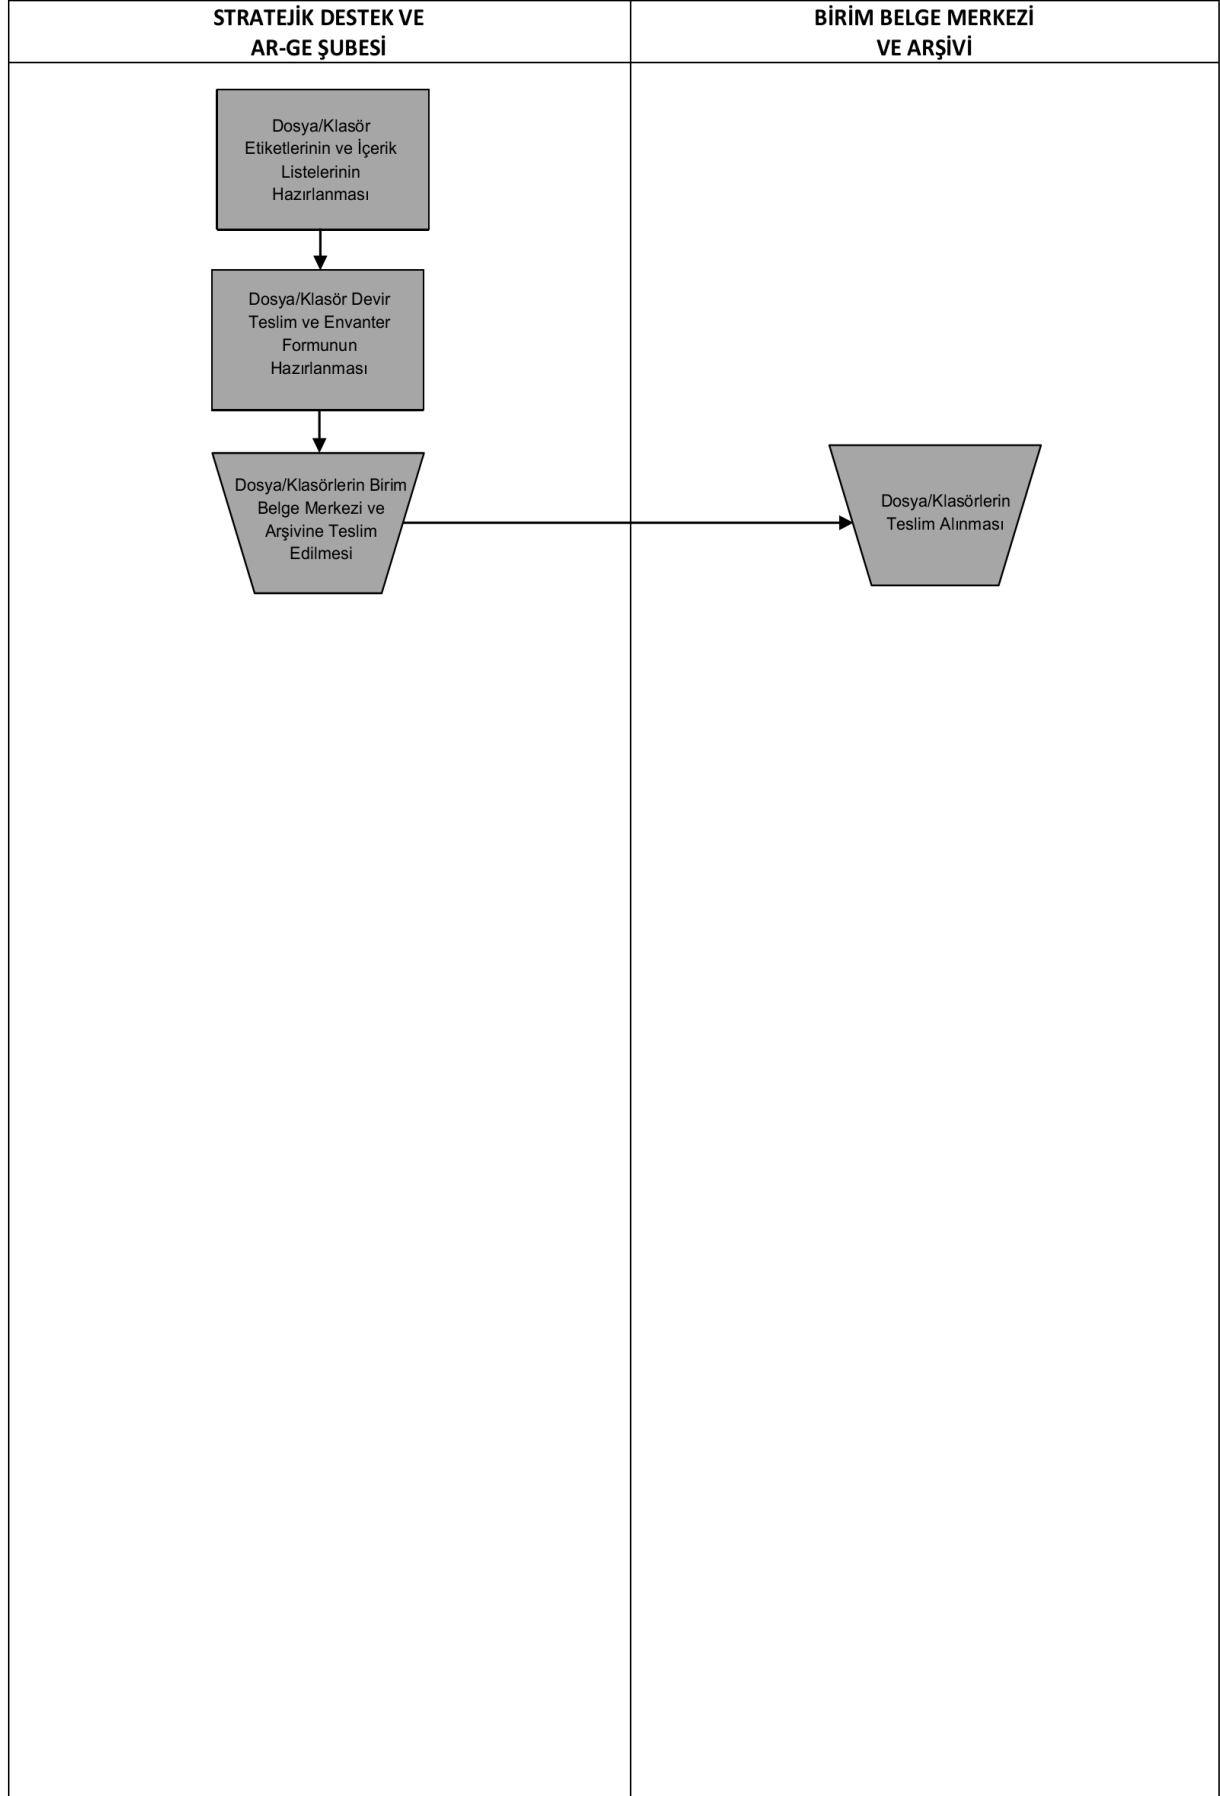 STRATEJİK DESTEK VE
AR-GE ŞUBESİ
BİRİM BELGE MERKEZİ
VE ARŞİVİ
Dosya/Klasör
Etiketlerinin ve İçerik
Listelerinin
Hazırlanması
Dosya/Klasör Devir
Teslim ve Envanter
Formunun
Hazırlanması
Dosya/Klasörlerin Birim
Belge Merkezi ve
Arşivine Teslim
Edilmesi
Dosya/Klasörlerin
Teslim Alınması